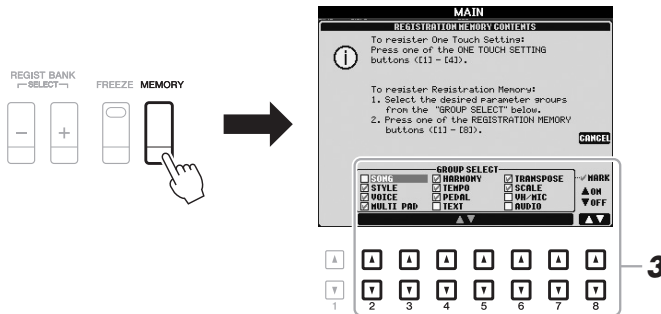 REGIST BANK
SELECT
FREEZE
MEMORY
MAIN
REGISTRATION MEMORY CONTENTS
To register One Touch Setting:
Press one of the ONE TOUCH SETTING
buttons ([1] - [4]).
To register Registration Memory:
1. Select the desired parameter groups
from the "GROUP SELECT" below.
2. Press one of the REGISTRATION MEMORY
buttons ([1] - [8]).
CANCEL
GROUP SELECT
SONG HARMONY TRANSPOSE
STYLE TEMPO SCALE
VOICE PEDAL VH/MIC
MULTI PAD TEXT AUDIO
MARK
ON
OFF
3
1 2 3 4 5 6 7 8